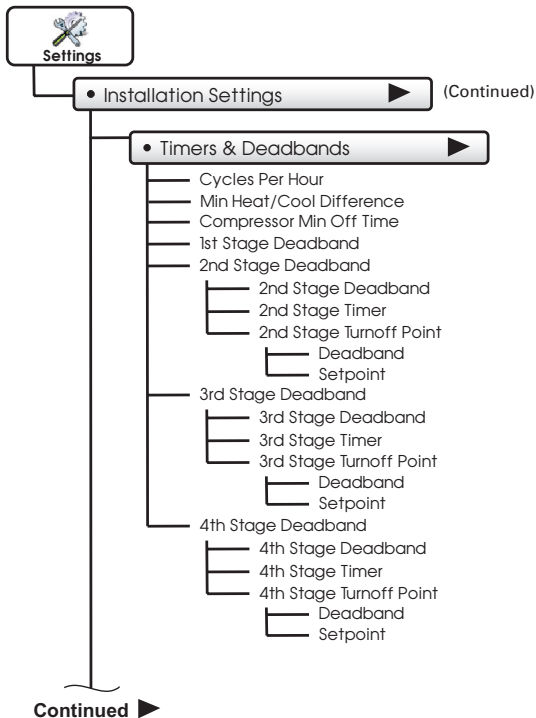 Settings
• Installation Settings
(Continued)
• Timers & Deadbands
Cycles Per Hour
Min Heat/Cool Difference
Compressor Min Off Time
1st Stage Deadband
2nd Stage Deadband
2nd Stage Deadband
2nd Stage Timer
2nd Stage Turnoff Point
Deadband
Setpoint
3rd Stage Deadband
3rd Stage Deadband
3rd Stage Timer
3rd Stage Turnoff Point
Deadband
Setpoint
4th Stage Deadband
4th Stage Deadband
4th Stage Timer
4th Stage Turnoff Point
Deadband
Setpoint
Continued